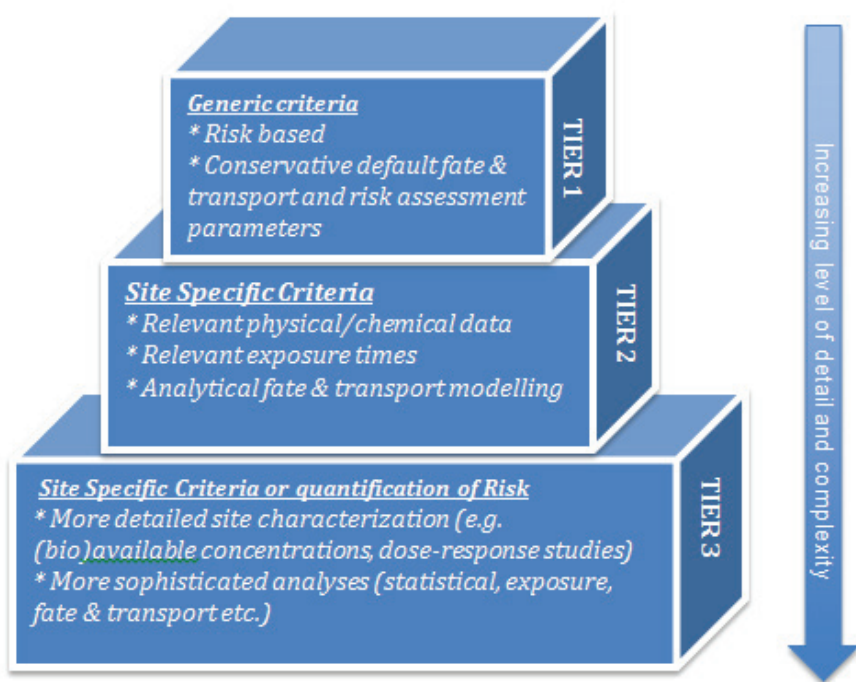 Generic criteria
* Risk based
* Conservative default fate &
transport and risk assessment
parameters
TIER 1
Site Specific Criteria
* Relevant physical/chemical data
* Relevant exposure times
* Analytical fate & transport modelling
TIER 2
Site Specific Criteria or quantification of Risk
* More detailed site characterization (e.g.
(bio)available concentrations, dose-response studies)
* More sophisticated analyses (statistical, exposure,
fate & transport etc.)
TIER 3
Increasing level of detail and complexity